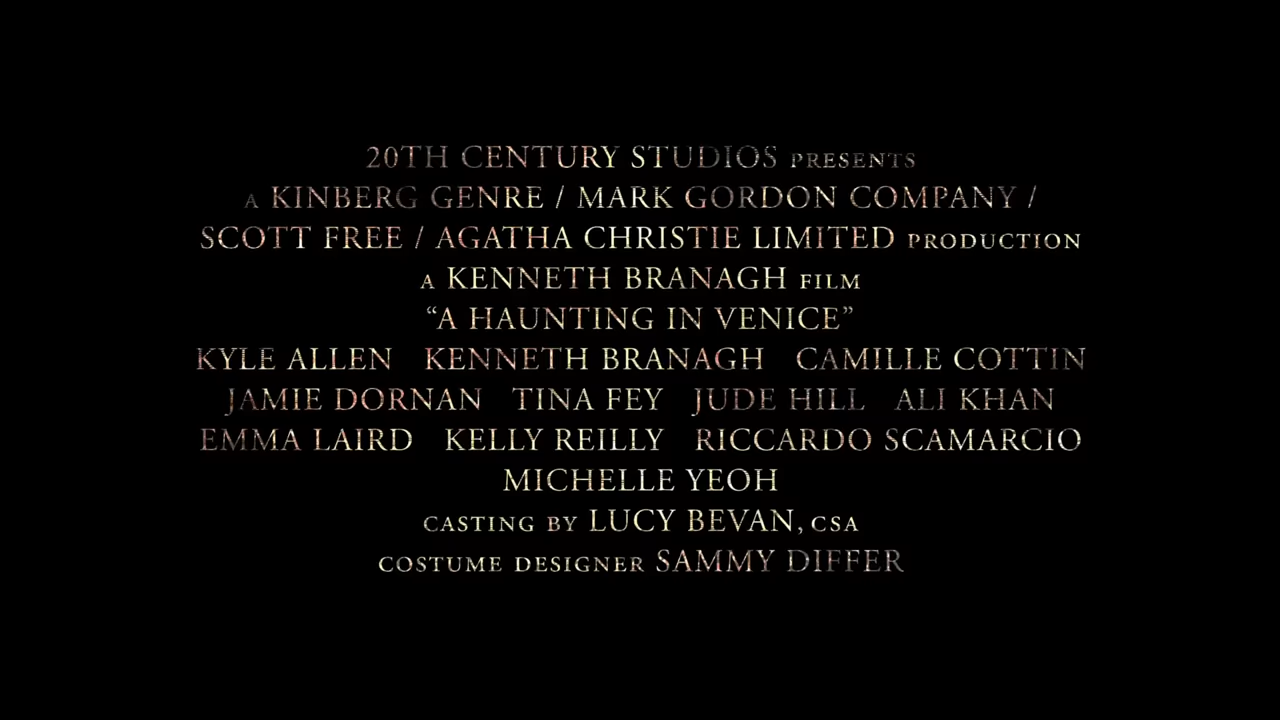 20TH CENTURY STUDIOS PRESENTS
A KINBERG GENRE / MARK GORDON COMPANY /
SCOTT FREE / AGATHA CHRISTIE LIMITED PRODUCTION
A KENNETH BRANAGH FILM
“A HAUNTING IN VENICE”
KYLE ALLEN KENNETH BRANAGH CAMILLE COTTIN
JAMIE DORNAN TINA FEY JUDE HILL ALI KHAN
EMMA LAIRD KELLY REILLY RICCARDO SCAMARCIO
MICHELLE YEOH
CASTING BY LUCY BEVAN, CSA
COSTUME DESIGNER SAMMY DIFFER